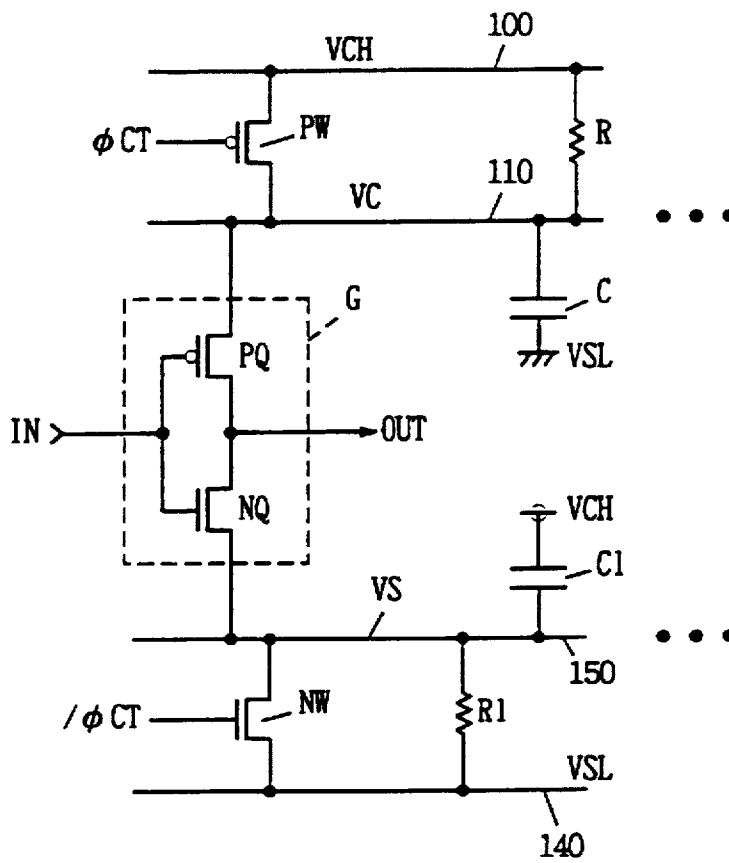 100
VCH
φCT
PW
R
110
VC
G
C
PQ
VSL
IN
OUT
NQ
VCH
C1
VS
150
/φCT
NW
R1
VSL
140